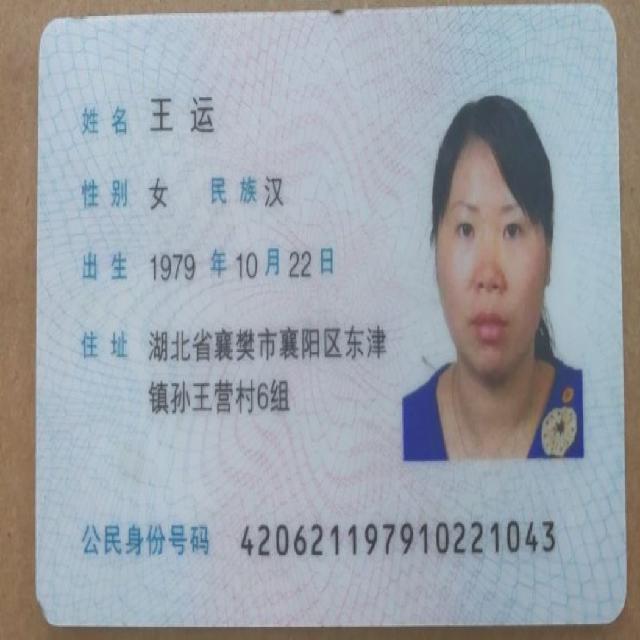 姓名 王运
性别 女 民族 汉
出生 1979 年 10 月 22 日
住址 湖北省襄樊市襄阳区东津
镇孙王营村6组
公民身份号码 420621197910221043